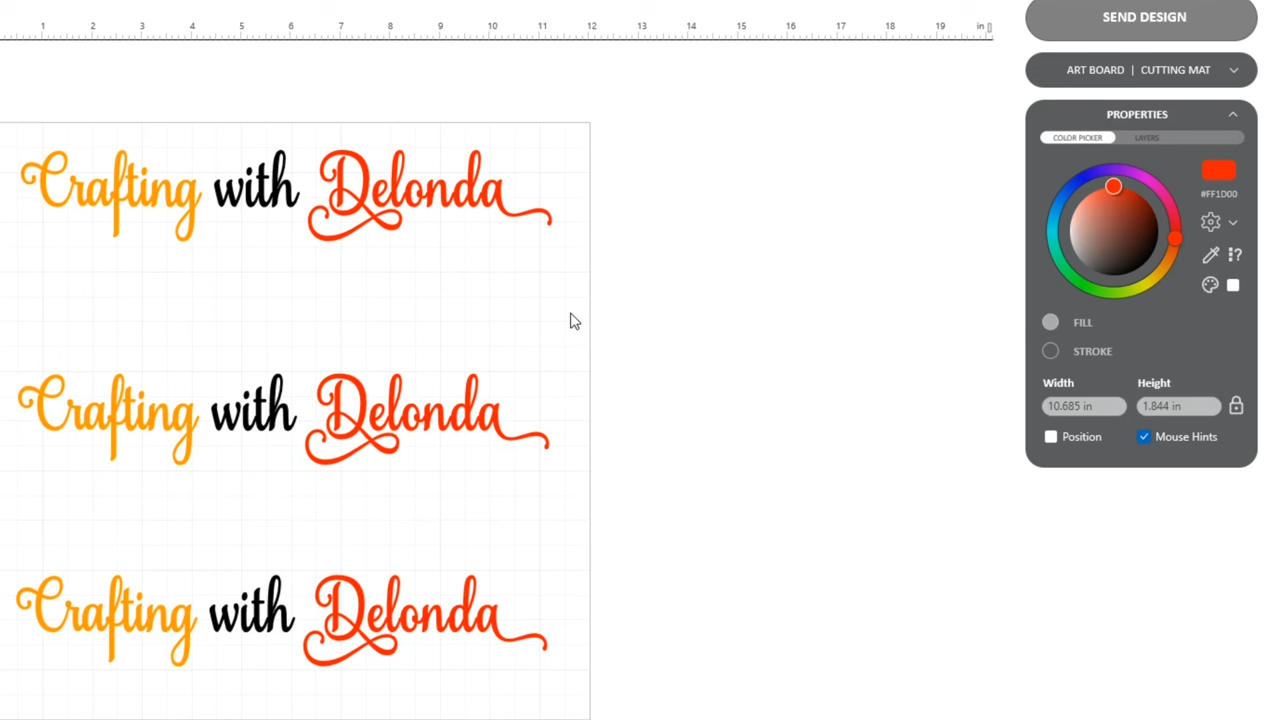 1 2 3 4 5 6 7 8 9 10 11 12 13 14 15 16 17 18 19 in
SEND DESIGN
ART BOARD | CUTTING MAT
PROPERTIES
COLOR PICKER LAYERS
#FF1D00
FILL
STROKE
Width Height
10.685 in 1.844 in
Position Mouse Hints
Crafting with Delonda
Crafting with Delonda
Crafting with Delonda